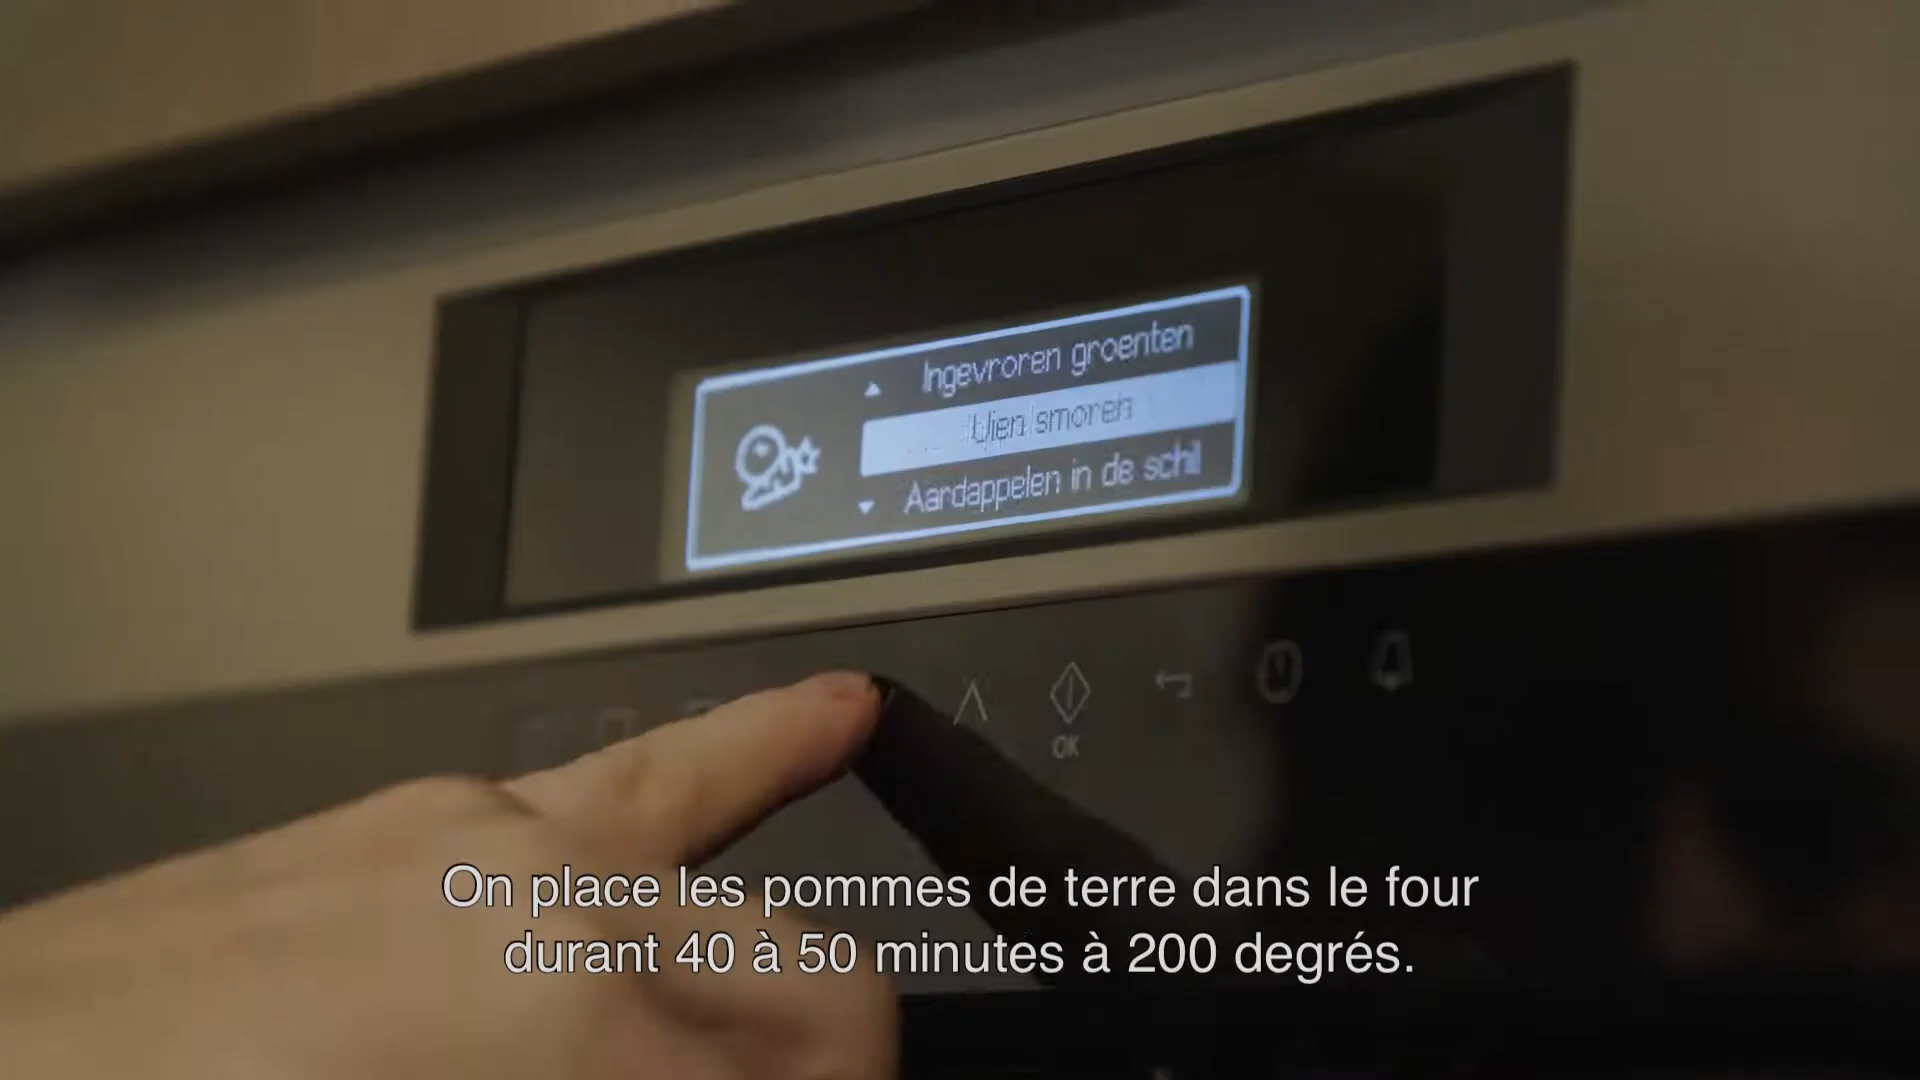 Ingevroren groenten
smoren
Aardappelen in de schil
OK
On place les pommes de terre dans le four
durant 40 à 50 minutes à 200 degrés.